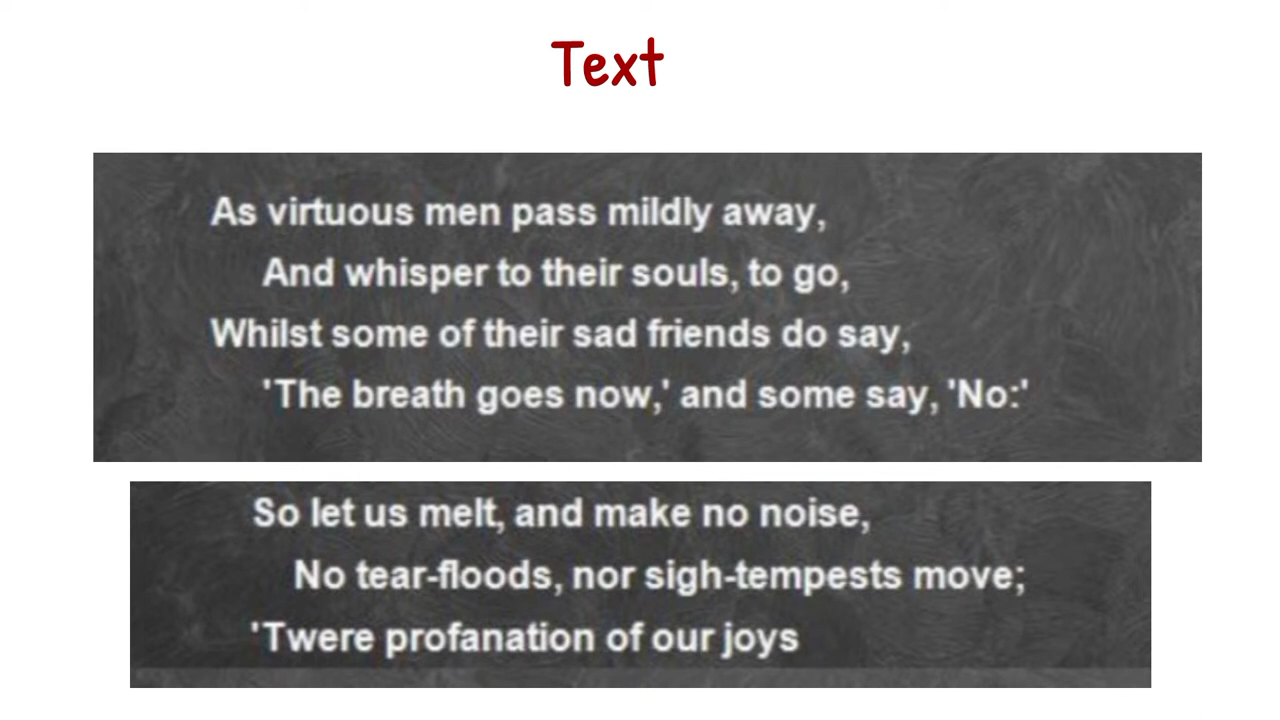 Text
As virtuous men pass mildly away,
And whisper to their souls, to go,
Whilst some of their sad friends do say,
'The breath goes now,' and some say, 'No:'
So let us melt, and make no noise,
No tear-floods, nor sigh-tempests move;
'Twere profanation of our joys